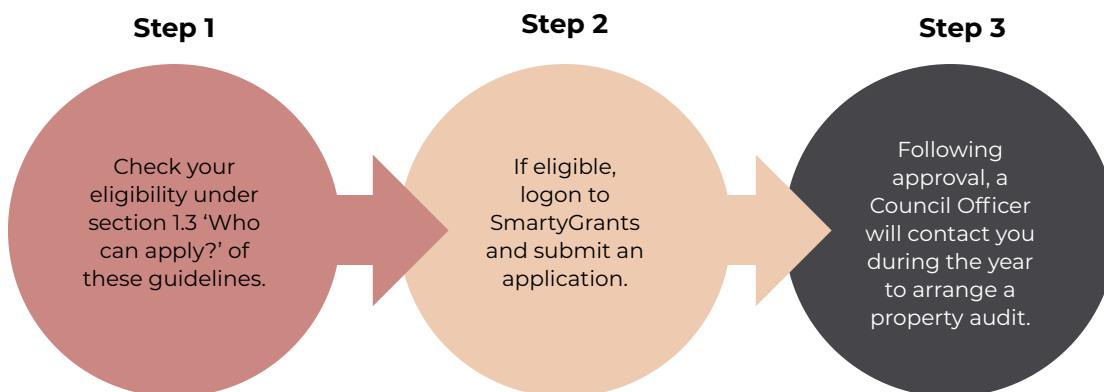 Step 1
Check your
eligibility under
section 1.3 ‘Who
can apply?’ of
these guidelines.
Step 2
If eligible,
logon to
SmartyGrants
and submit an
application.
Step 3
Following
approval, a
Council Officer
will contact you
during the year
to arrange a
property audit.